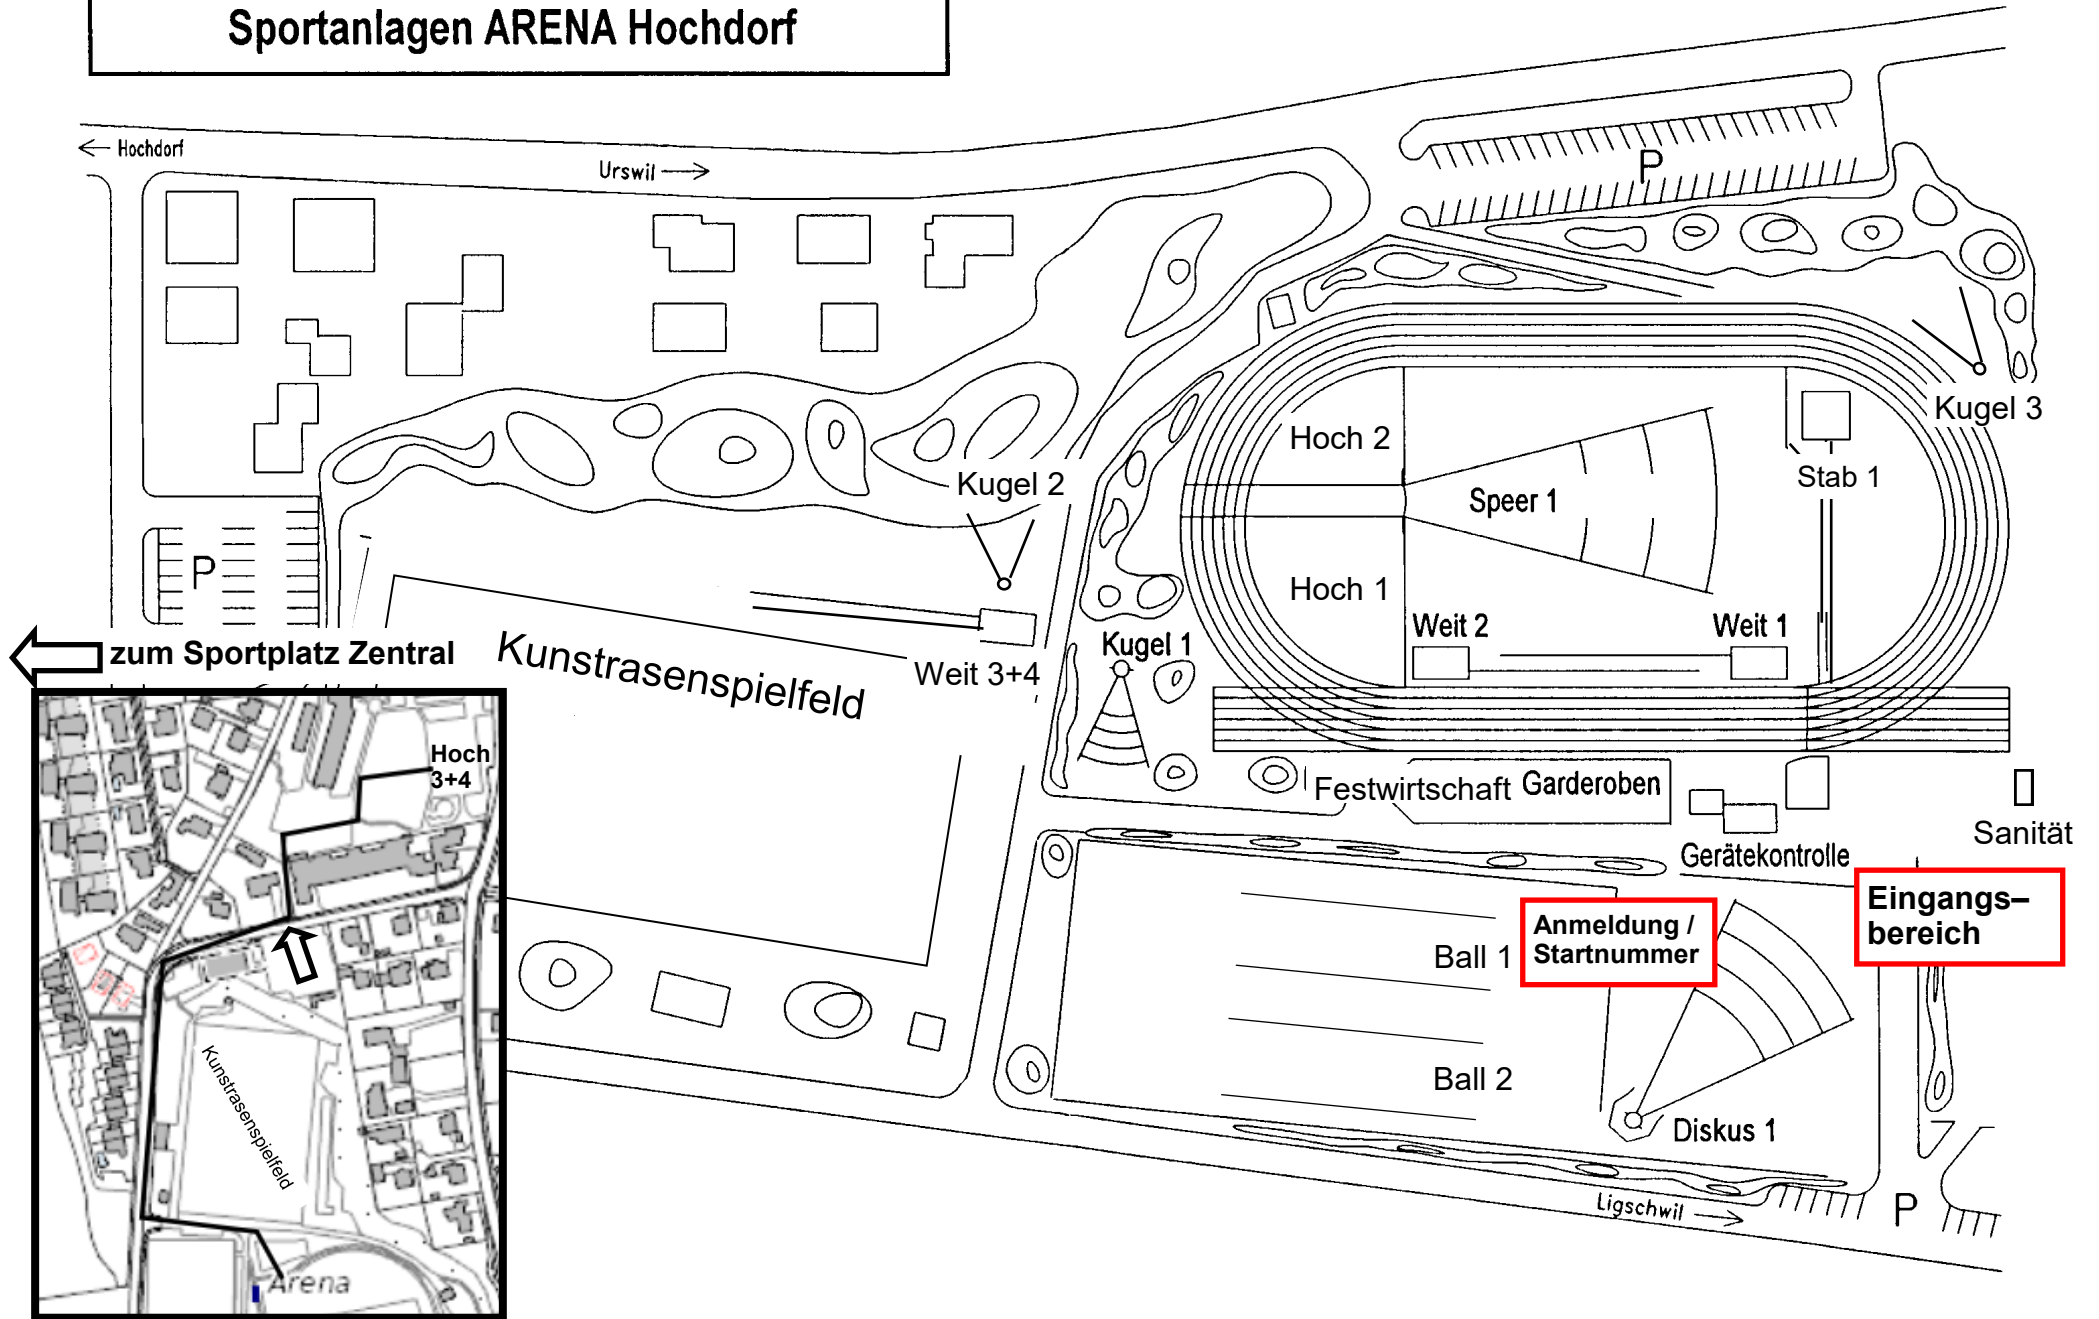 Sportanlagen ARENA Hochdorf
Hochdorf
Urswil
P
Kugel 3
Hoch 2
Stab 1
Kugel 2
Speer 1
P
Hoch 1
Weit 2
Weit 1
Kugel 1
zum Sportplatz Zentral
Kunstrasenspielfeld
Weit 3+4
Hoch
3+4
Festwirtschaft
Garderoben
Sanität
Gerätekontrolle
Eingangs–
bereich
Anmeldung /
Startnummer
Ball 1
Ball 2
Kunstrasenspielfeld
Diskus 1
Ligschwil
P
Arena